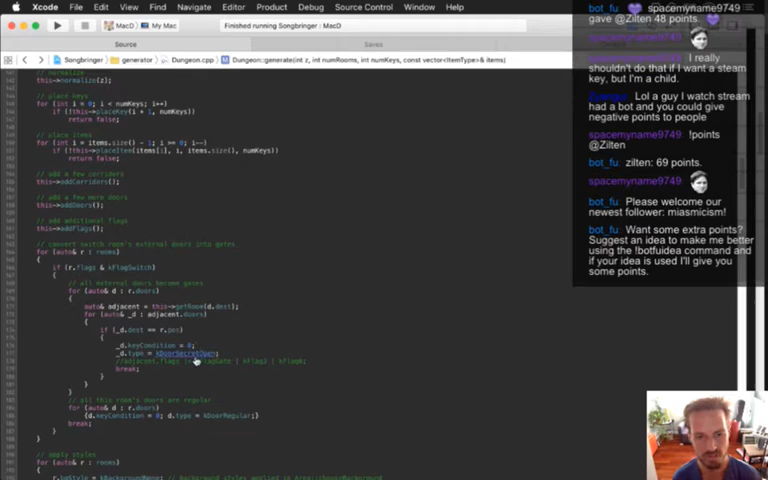 Xcode File Edit View Find Navigate Editor Product Debug Source Control Window Help
MacD My Mac Finished running Songbringer : MacD
Source Saves
Songbringer generator Dungeon.cpp Dungeon::generate(int z, int numRooms, int numKeys, const vector<ItemType>& items)
// normalize
this->normalize(z);
// place keys
for (int i = 0; i < numKeys; i++)
if (!this->placeKey(i + 1, numKeys))
return false;
// place items
for (int i = items.size() - 1; i >= 0; i--)
if (!this->placeItem(items[i], i, items.size(), numKeys))
return false;
// add a few corridors
this->addCorridors();
// add a few more doors
this->addDoors();
// add additional flags
this->addFlags();
// convert switch room's external doors into gates
for (auto& r : rooms)
{
if (r.flags & kFlagSwitch)
{
// all external doors become gates
for (auto& d : r.doors)
{
auto& adjacent = this->getRoom(d.dest);
for (auto& _d : adjacent.doors)
{
if (_d.dest == r.pos)
{
_d.keyCondition = 0;
_d.type = kDoorSecretOpen;
break;
}
}
}
// all this room's doors are regular
for (auto& d : r.doors)
{d.keyCondition = 0; d.type = kDoorRegular;}
break;
}
}
// apply styles
for (auto& r : rooms)
bot_fu spacemyname9749
gave @Zilten 48 points.
spacemyname9749
spacemyname9749 I really
shouldn't do that if I want a steam
key, but I'm a child.
Lol a guy I watch stream
had a bot and you could give
negative points to people
spacemyname9749 !points
@Zilten
bot_fu zilten: 69 points.
spacemyname9749
bot_fu Please welcome our
newest follower: miasmicism!
bot_fu Want some extra points?
Suggest an idea to make me better
using the !botfuidea command and
if your idea is used I'll give you
some points.